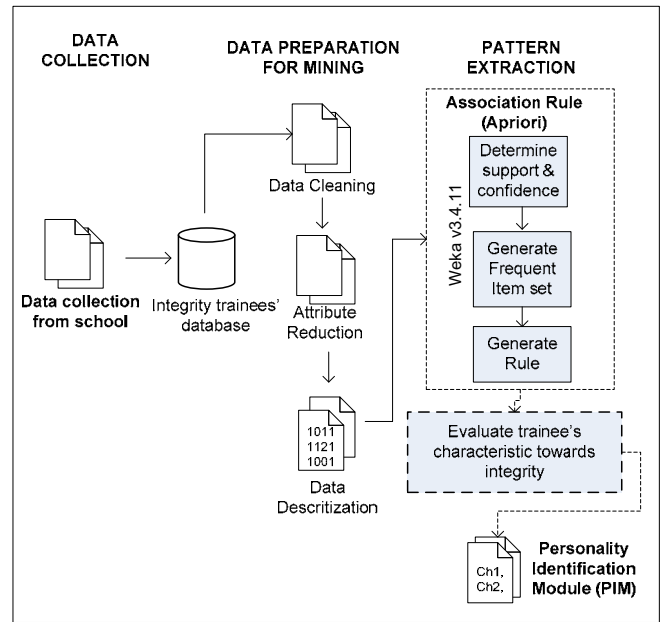 DATA
COLLECTION
DATA PREPARATION
FOR MINING
PATTERN
EXTRACTION
Data collection
from school
Integrity trainees'
database
Data Cleaning
Attribute
Reduction
1011
1121
1001
Data
Descritization
Association Rule
(Apriori)
Weka v3.4.11
Determine
support &
confidence
Generate
Frequent
Item set
Generate
Rule
Evaluate trainee's
characteristic towards
integrity
Ch1,
Ch2,
Personality
Identification
Module (PIM)